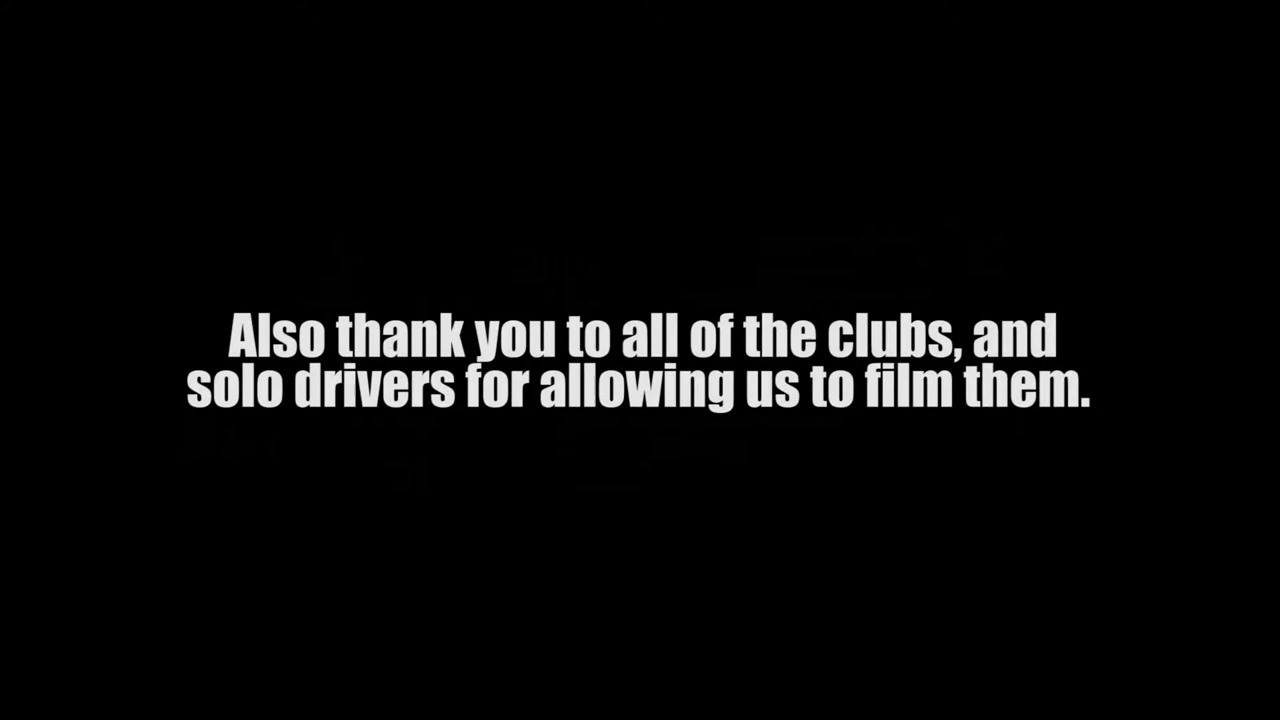 Also thank you to all of the clubs, and
solo drivers for allowing us to film them.